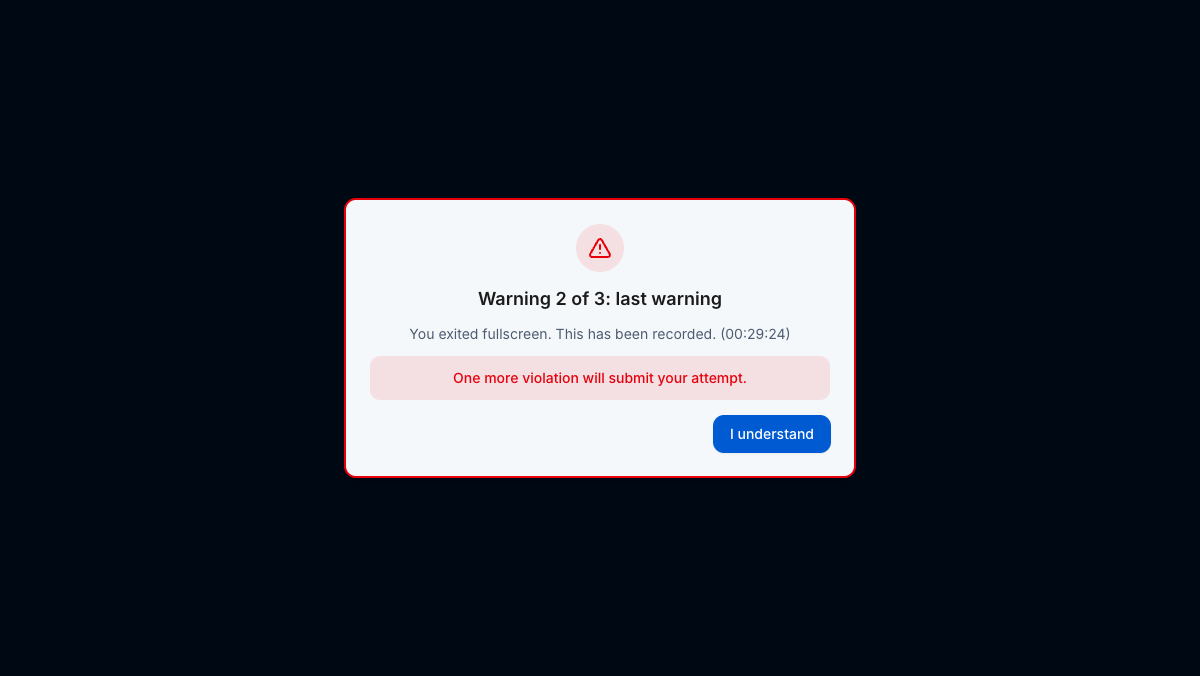 Warning 2 of 3: last warning
You exited fullscreen. This has been recorded. (00:29:24)
One more violation will submit your attempt.
I understand